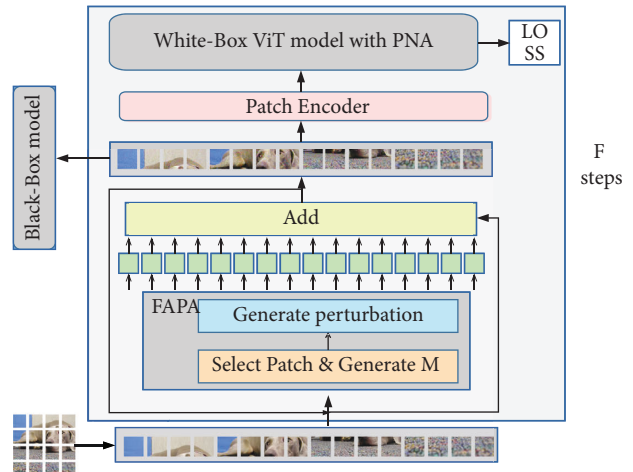 White-Box ViT model with PNA
LO
SS
Patch Encoder
Black-Box model
F
steps
Add
FAPA
Generate perturbation
Select Patch & Generate M